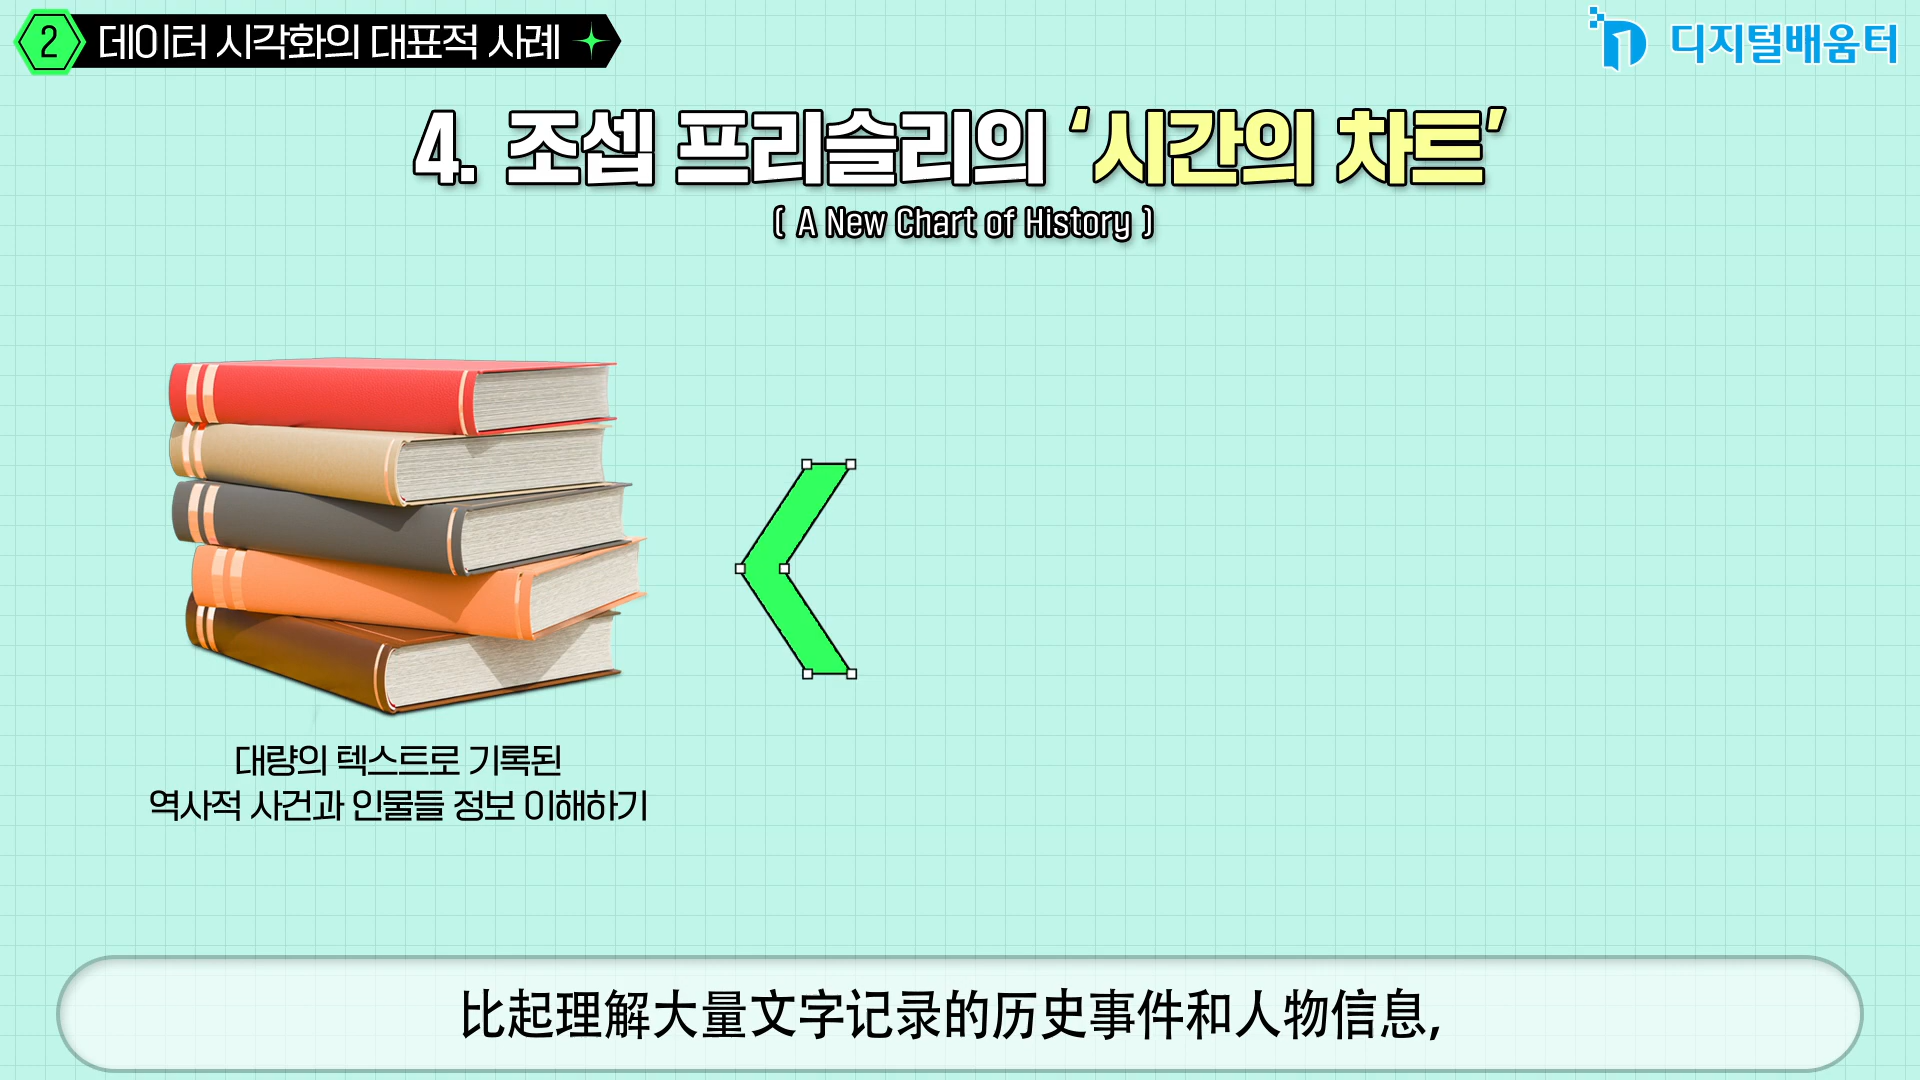 2 데이터 시각화의 대표적 사례
디지털배움터
4. 조셉 프리슬리의 ‘시간의 차트’
( A New Chart of History )
대량의 텍스트로 기록된
역사적 사건과 인물들 정보 이해하기
比起理解大量文字记录的历史事件和人物信息,